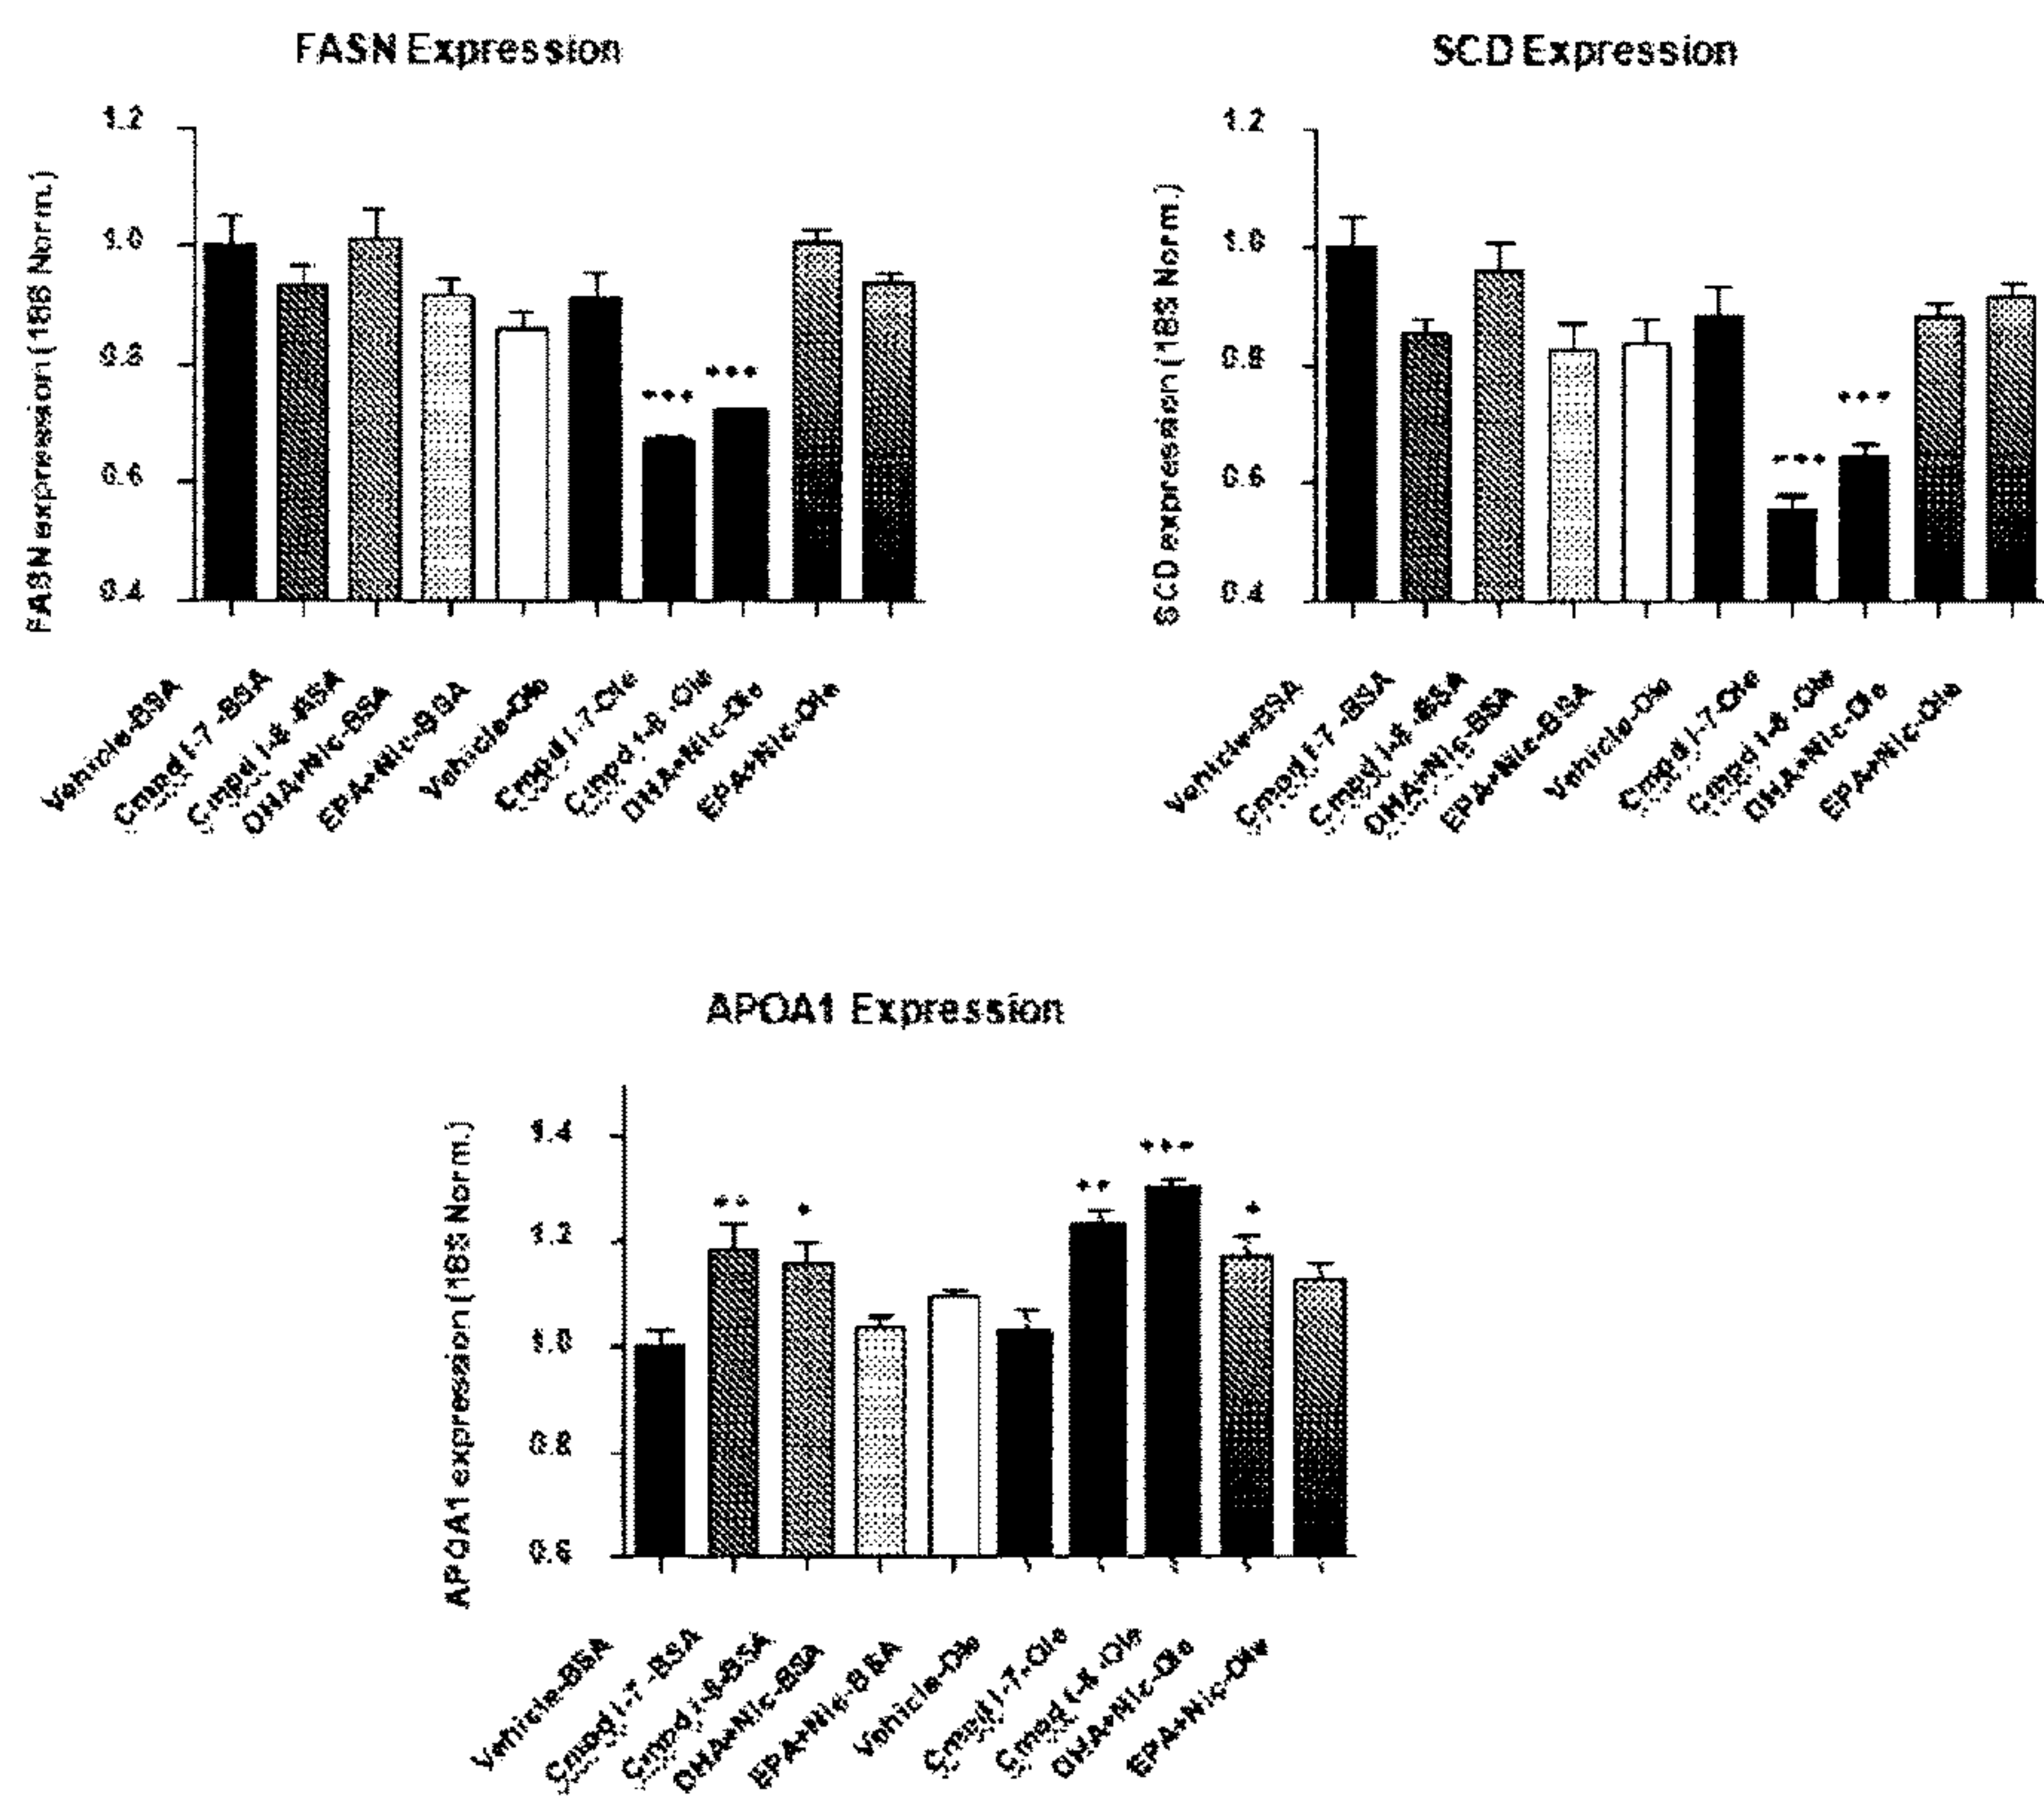 FASN Expression
FASN expression (18S Norm.)
1.2
1.0
0.8
0.6
0.4
***
***
Vehicle-BSA
Cmpd I-7 -BSA
Cmpd I-8 -BSA
DHA+Nic-BSA
EPA+Nic-BSA
Vehicle-Ole
Cmpd I-7-Ole
Cmpd I-8 -Ole
DHA+Nic-Ole
EPA+Nic-Ole
SCD Expression
SCD expression (18S Norm.)
1.2
1.0
0.8
0.6
0.4
***
***
Vehicle-BSA
Cmpd I-7 -BSA
Cmpd I-8 -BSA
DHA+Nic-BSA
EPA+Nic-BSA
Vehicle-Ole
Cmpd I-7-Ole
Cmpd I-8 -Ole
DHA+Nic-Ole
EPA+Nic-Ole
APOA1 Expression
APOA1 expression (18S Norm.)
1.4
1.2
1.0
0.8
0.6
**
*
**
***
*
Vehicle-BSA
Cmpd I-7 -BSA
Cmpd I-8-BSA
DHA+Nic-BSA
EPA+Nic-BSA
Vehicle-Ole
Cmpd I-7-Ole
Cmpd I-8 -Ole
DHA+Nic-Ole
EPA+Nic-Ole